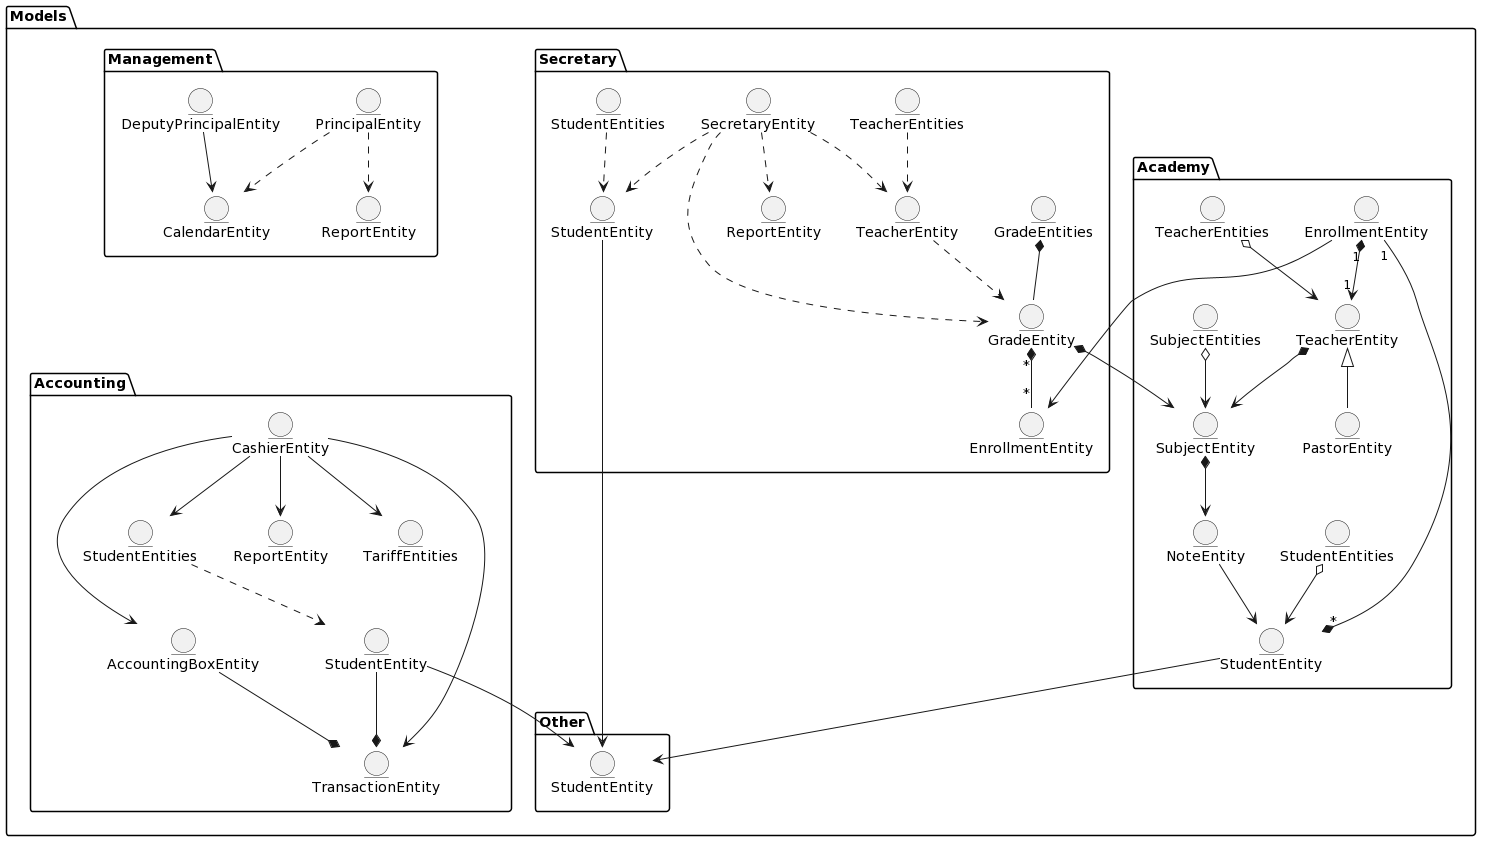 Models
Management
DeputyPrincipalEntity
PrincipalEntity
CalendarEntity
ReportEntity
Secretary
StudentEntities
SecretaryEntity
TeacherEntities
StudentEntity
ReportEntity
TeacherEntity
GradeEntities
GradeEntity
*
*
EnrollmentEntity
Academy
TeacherEntities
EnrollmentEntity
1
1
1
SubjectEntities
TeacherEntity
SubjectEntity
PastorEntity
NoteEntity
StudentEntities
*
StudentEntity
Accounting
CashierEntity
StudentEntities
ReportEntity
TariffEntities
AccountingBoxEntity
StudentEntity
TransactionEntity
Other
StudentEntity